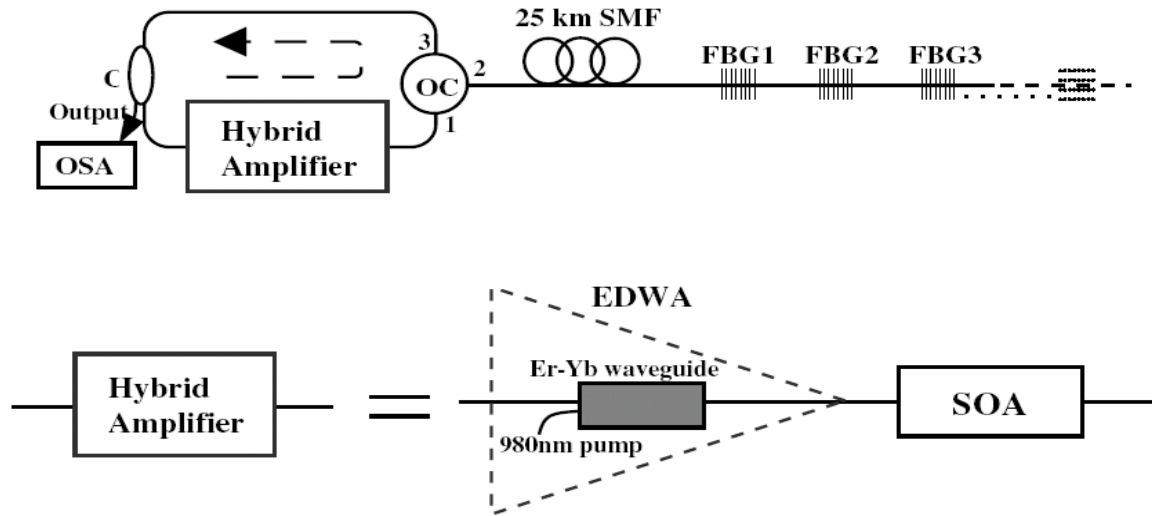 25 km SMF
FBG1 FBG2 FBG3
C
3
2
OC
1
Output
OSA
Hybrid
Amplifier
EDWA
Er-Yb waveguide
980nm pump
Hybrid
Amplifier
SOA